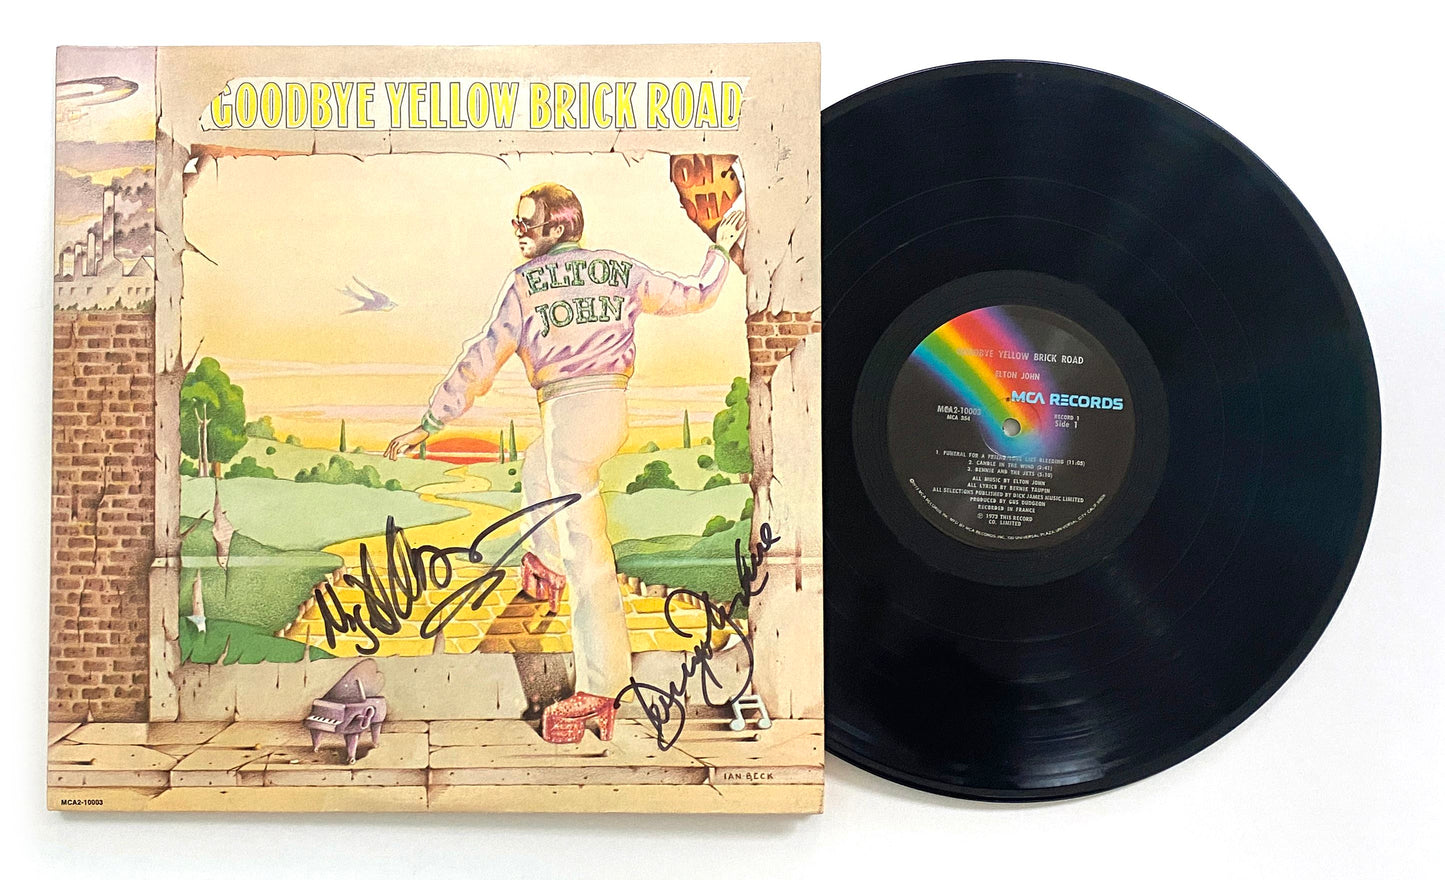 GOODBYE YELLOW BRICK ROAD
ELTON
JOHN
IAN·BECK
MCA2-10003
GOODBYE YELLOW BRICK ROAD
ELTON JOHN
MCA RECORDS
MCA2-10003
MCA 354
RECORD 1
Side 1
1. FUNERAL FOR A FRIEND/LOVE LIES BLEEDING (11:05)
2. CANDLE IN THE WIND (3:41)
3. BENNIE AND THE JETS (5:10)
ALL MUSIC BY ELTON JOHN
ALL LYRICS BY BERNIE TAUPIN
ALL SELECTIONS PUBLISHED BY DICK JAMES MUSIC LIMITED
PRODUCED BY GUS DUDGEON
RECORDED IN FRANCE
℗ 1973 THIS RECORD
CO. LIMITED